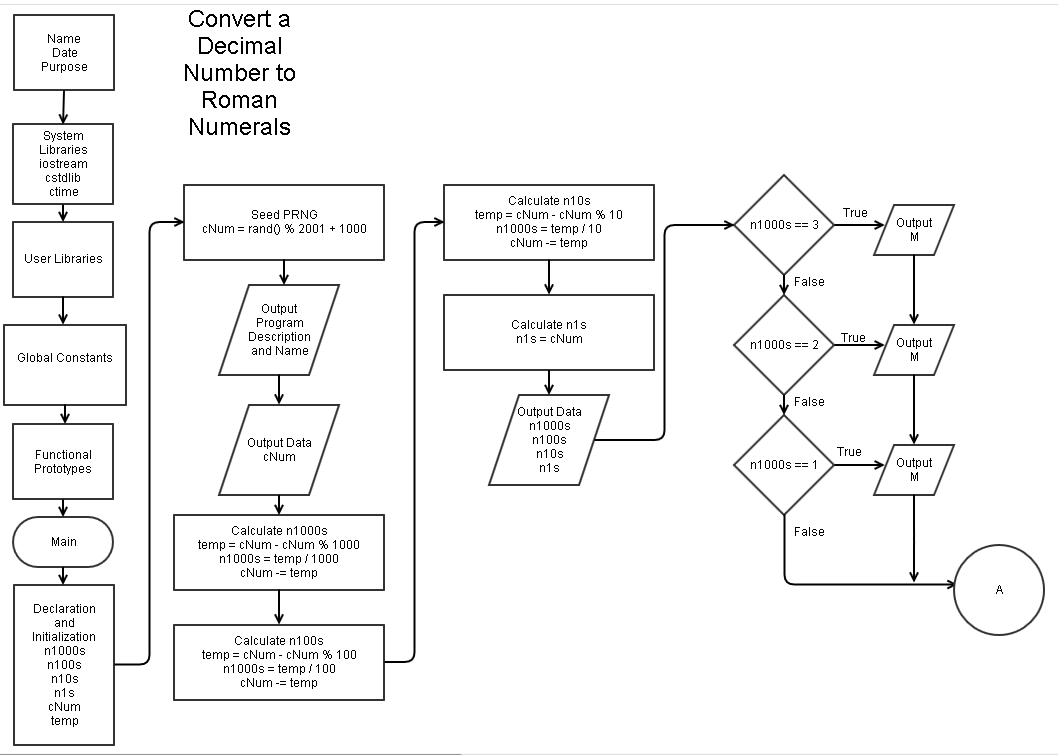 Convert a
Decimal
Number to
Roman
Numerals
Name
Date
Purpose
System
Libraries
iostream
cstdlib
ctime
User Libraries
Global Constants
Functional
Prototypes
Main
Declaration
and
Initialization
n1000s
n100s
n10s
n1s
cNum
temp
Seed PRNG
cNum = rand() % 2001 + 1000
Output
Program
Description
and Name
Output Data
cNum
Calculate n1000s
temp = cNum - cNum % 1000
n1000s = temp / 1000
cNum -= temp
Calculate n100s
temp = cNum - cNum % 100
n1000s = temp / 100
cNum -= temp
Calculate n10s
temp = cNum - cNum % 10
n1000s = temp / 10
cNum -= temp
Calculate n1s
n1s = cNum
Output Data
n1000s
n100s
n10s
n1s
n1000s == 3
True
Output
M
False
n1000s == 2
True
Output
M
False
n1000s == 1
True
Output
M
False
A